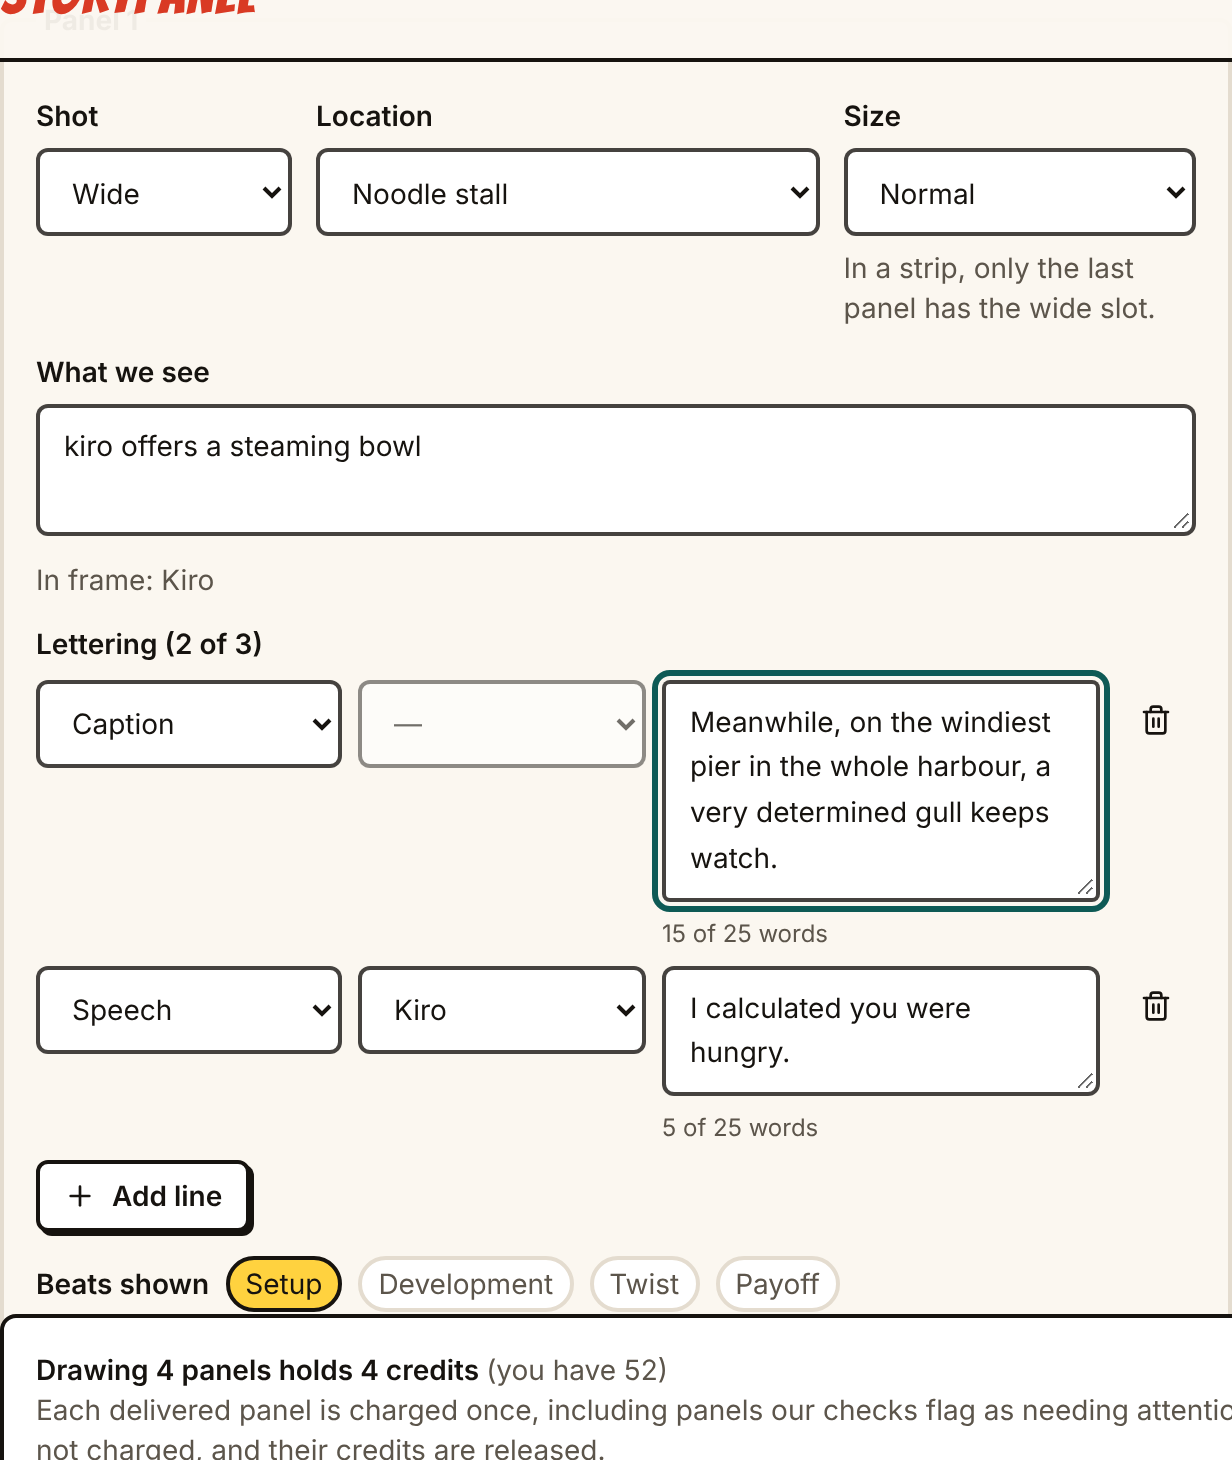 STORYPANEL
Panel 1
Shot
Location
Size
Wide
Noodle stall
Normal
In a strip, only the last
panel has the wide slot.
What we see
kiro offers a steaming bowl
In frame: Kiro
Lettering (2 of 3)
Caption
—
Meanwhile, on the windiest
pier in the whole harbour, a
very determined gull keeps
watch.
15 of 25 words
Speech
Kiro
I calculated you were
hungry.
5 of 25 words
+ Add line
Beats shown
Setup
Development
Twist
Payoff
Drawing 4 panels holds 4 credits (you have 52)
Each delivered panel is charged once, including panels our checks flag as needing
not charged, and their credits are released.